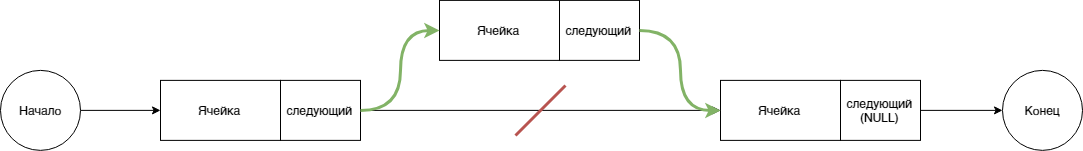 Ячейка
следующий
Начало
Ячейка
следующий
Ячейка
следующий
(NULL)
Конец